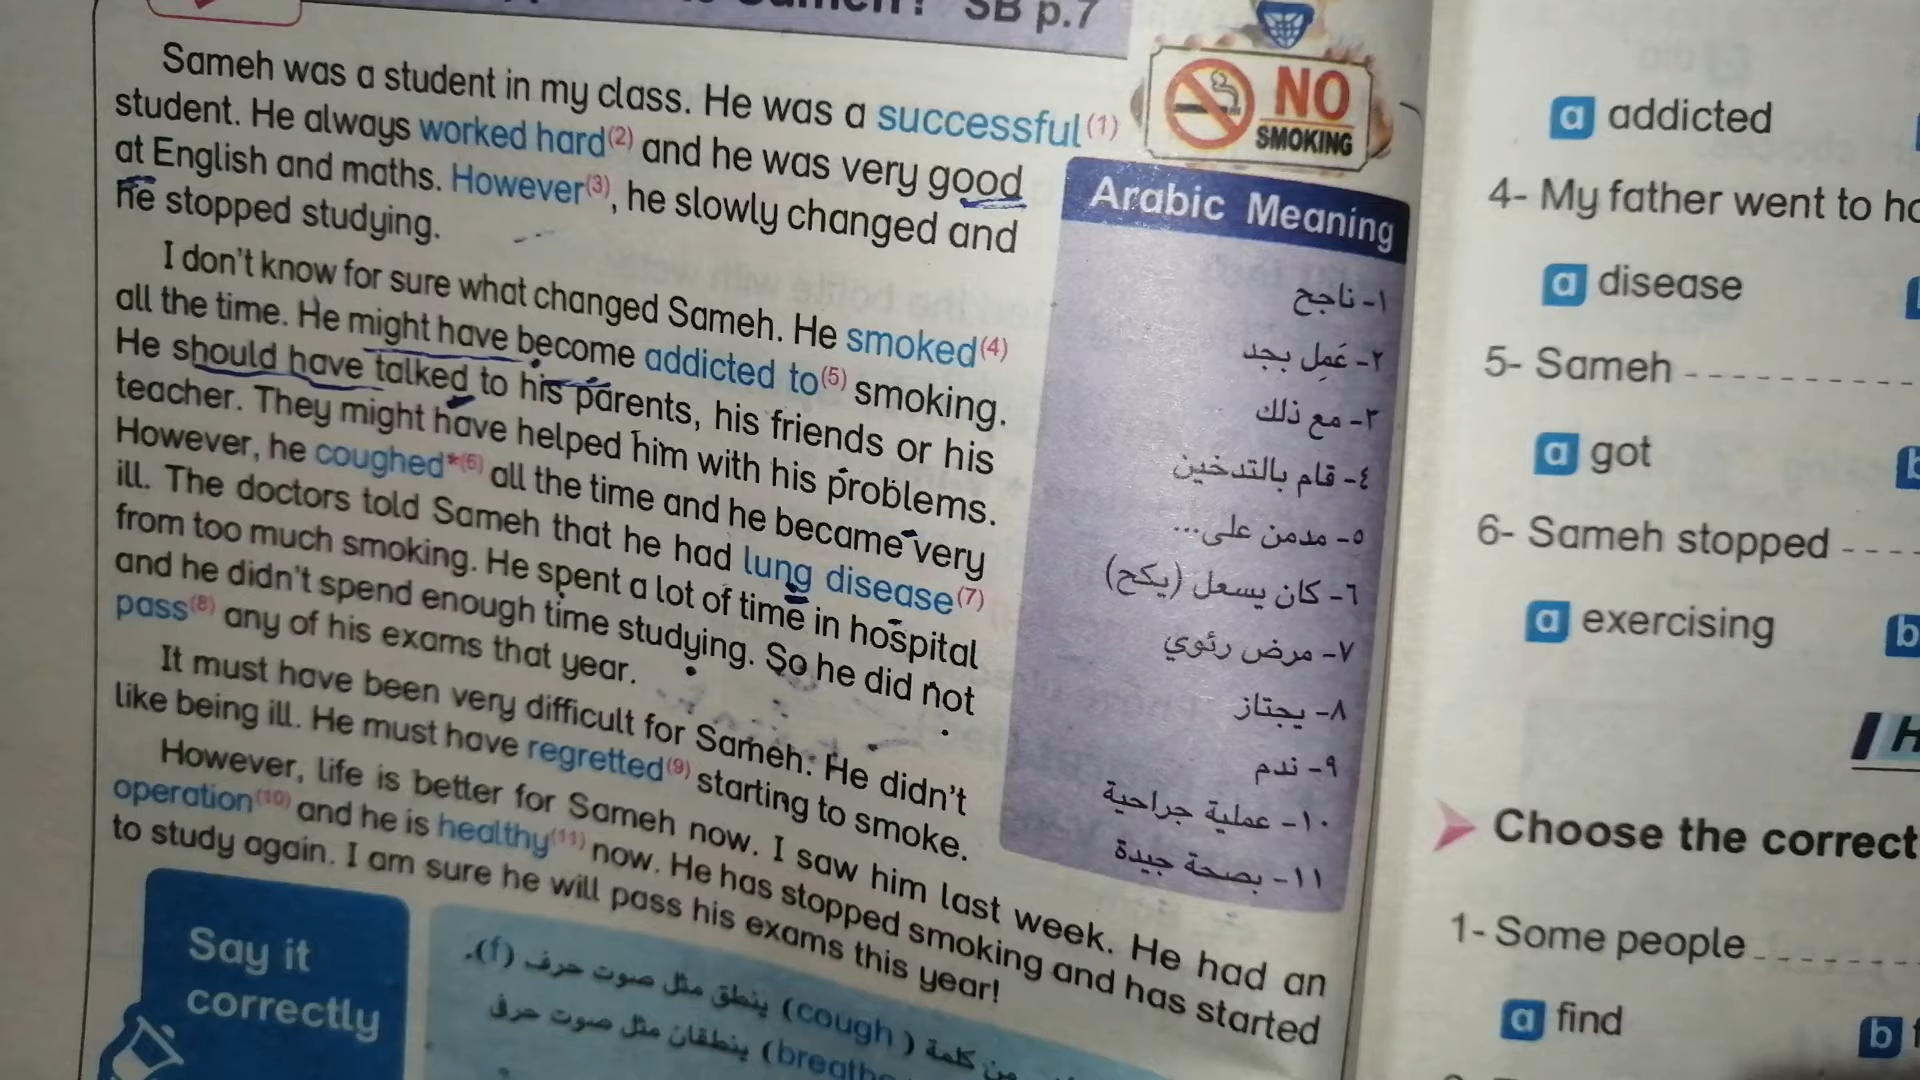 SB p.7
Sameh was a student in my class. He was a successful(1)
student. He always worked hard(2) and he was very good
at English and maths. However(3), he slowly changed and
he stopped studying.
I don't know for sure what changed Sameh. He smoked(4)
all the time. He might have become addicted to(5) smoking.
He should have talked to his parents, his friends or his
teacher. They might have helped him with his problems.
However, he coughed*(6) all the time and he became very
ill. The doctors told Sameh that he had lung disease(7)
from too much smoking. He spent a lot of time in hospital
and he didn't spend enough time studying. So he did not
pass(8) any of his exams that year.
It must have been very difficult for Sameh. He didn't
like being ill. He must have regretted(9) starting to smoke.
However, life is better for Sameh now. I saw him last week. He had an
operation(10) and he is healthy(11) now. He has stopped smoking and has started
to study again. I am sure he will pass his exams this year!
NO
SMOKING
Arabic Meaning
١- ناجح
٢- عَمِل بجد
٣- مع ذلك
٤- قام بالتدخين
٥- مدمن على...
٦- كان يسعل (يكح)
٧- مرض رئوي
٨- يجتاز
٩- ندم
١٠- عملية جراحية
١١- بصحة جيدة
Say it
correctly
من كلمة (cough) ينطق مثل صوت حرف (f).
ينطقان مثل صوت حرف
a addicted
4- My father went to
a disease
5- Sameh
a got
b
6- Sameh stopped
a exercising
b
Choose the correct
1- Some people
a find
b